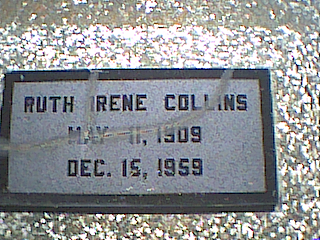 RUTH IRENE COLLINS
MAY 11, 1909
DEC. 15, 1959